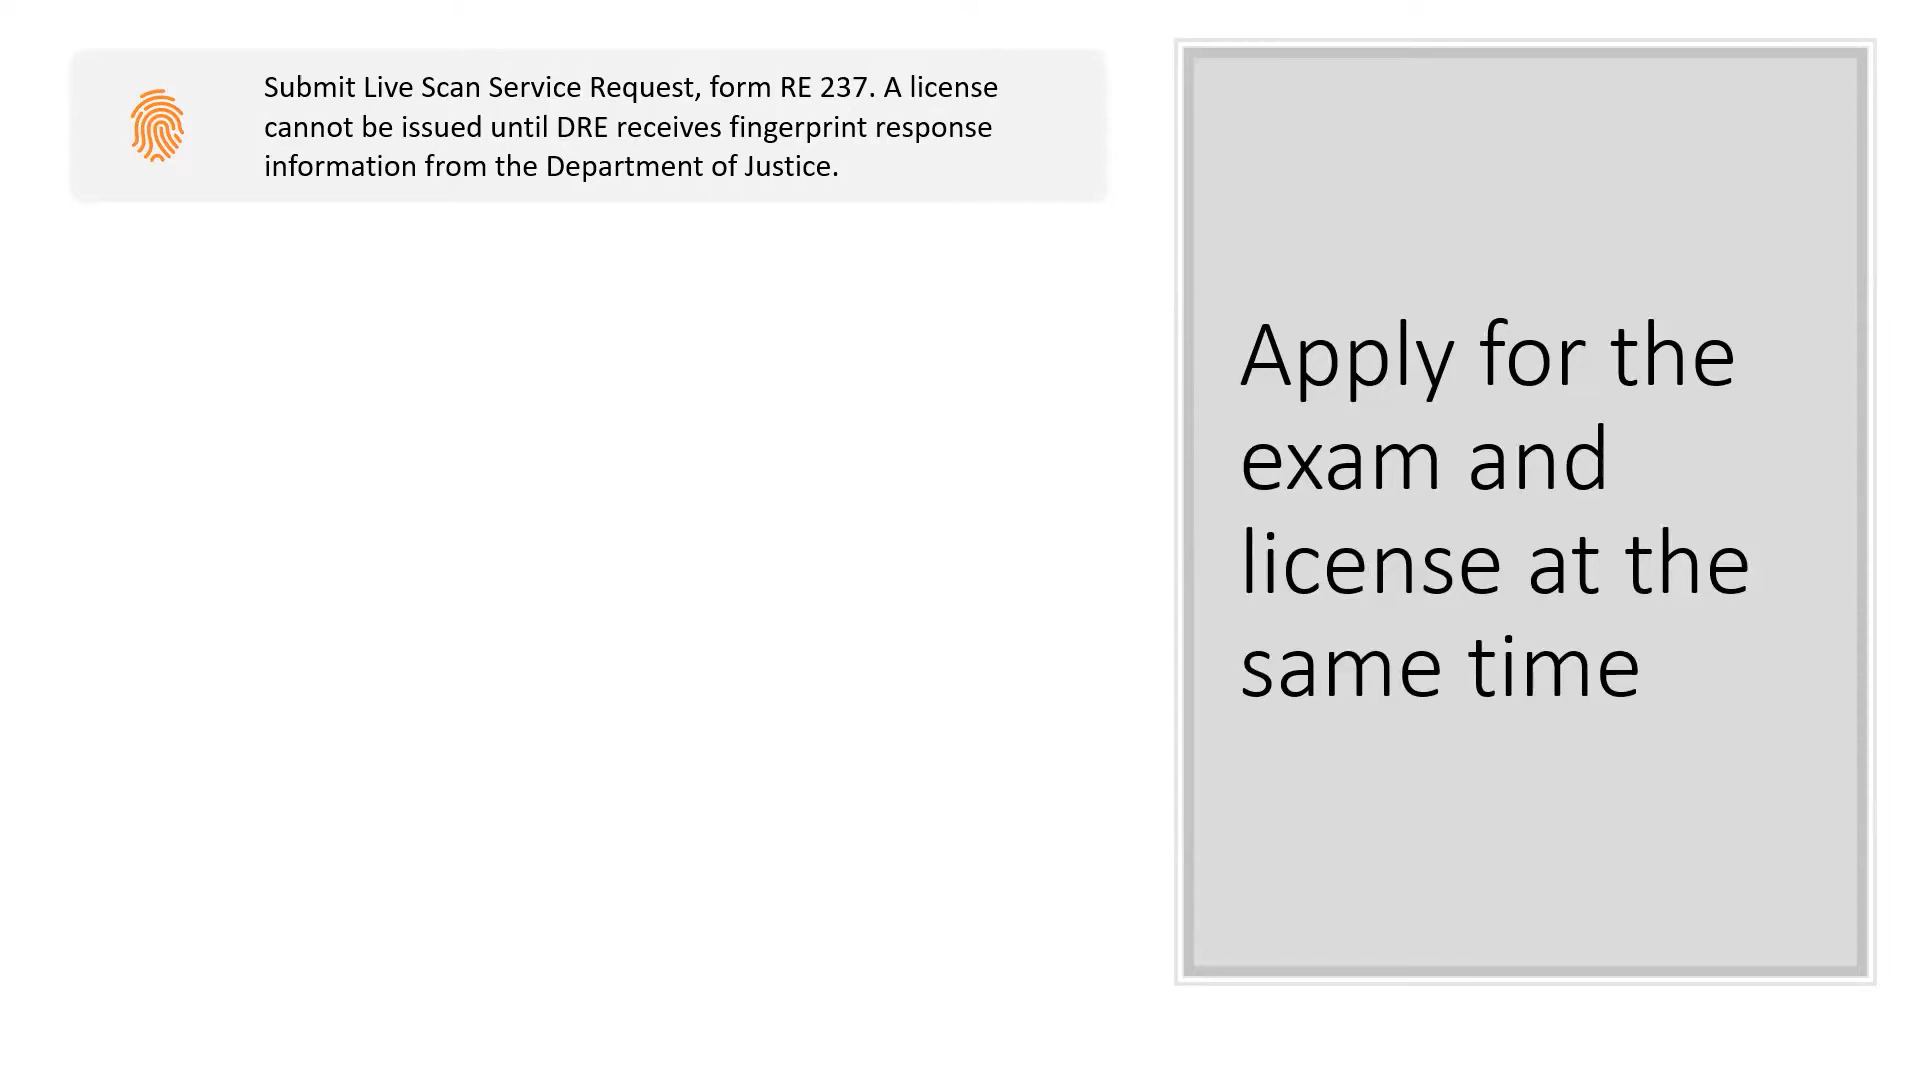 Submit Live Scan Service Request, form RE 237. A license
cannot be issued until DRE receives fingerprint response
information from the Department of Justice.
Apply for the
exam and
license at the
same time